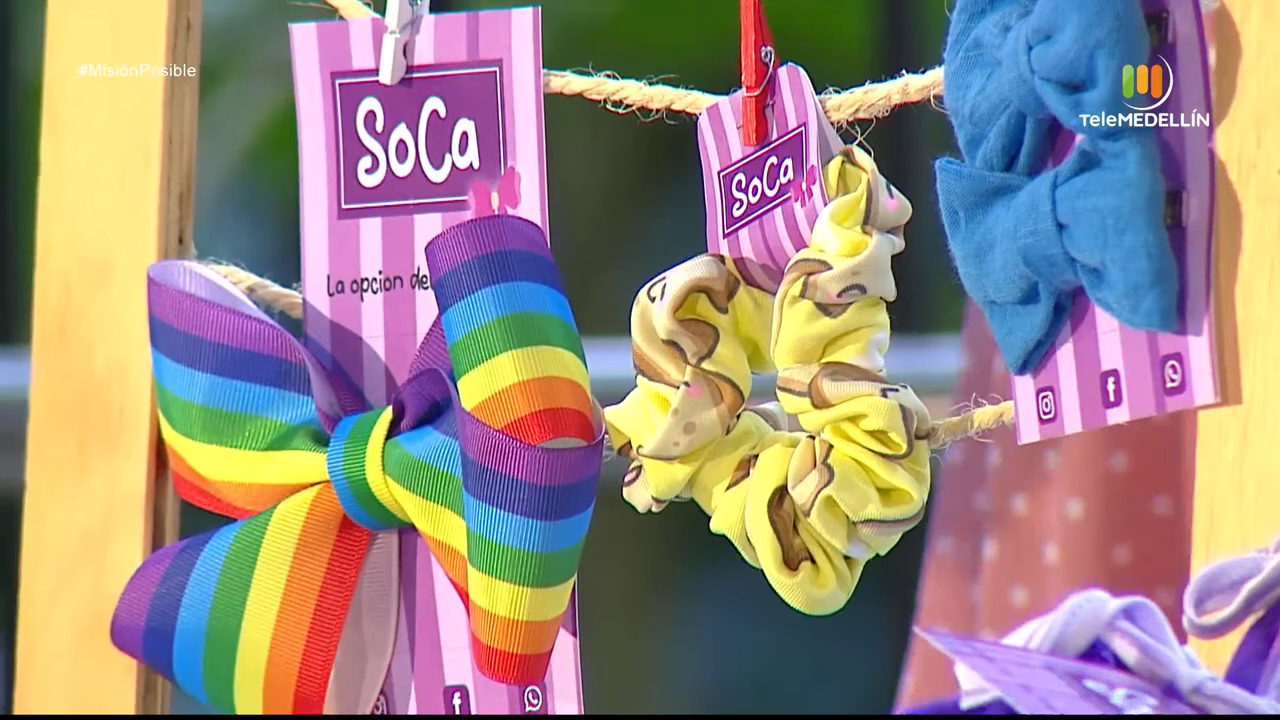 #MIsiónPosible
SoCa
La opcion de
SoCa
TeleMEDELLÍN